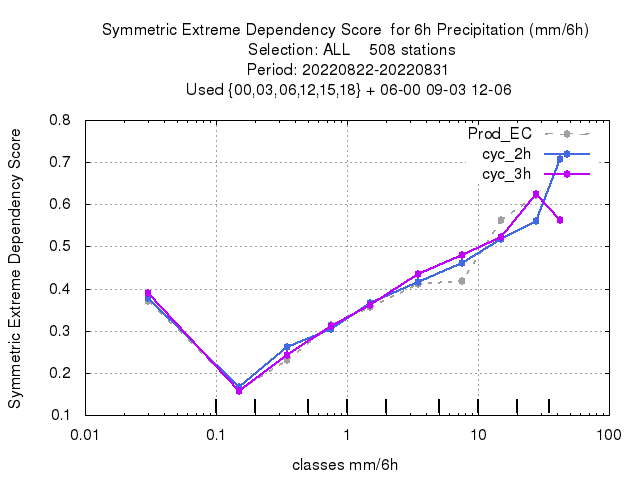 Symmetric Extreme Dependency Score  for 6h Precipitation (mm/6h)
Selection: ALL    508 stations
Period: 20220822-20220831
Used {00,03,06,12,15,18} + 06-00 09-03 12-06
Symmetric Extreme Dependency Score
0.8
0.7
0.6
0.5
0.4
0.3
0.2
0.1
Prod_EC
cyc_2h
cyc_3h
0.01
0.1
1
10
100
classes mm/6h